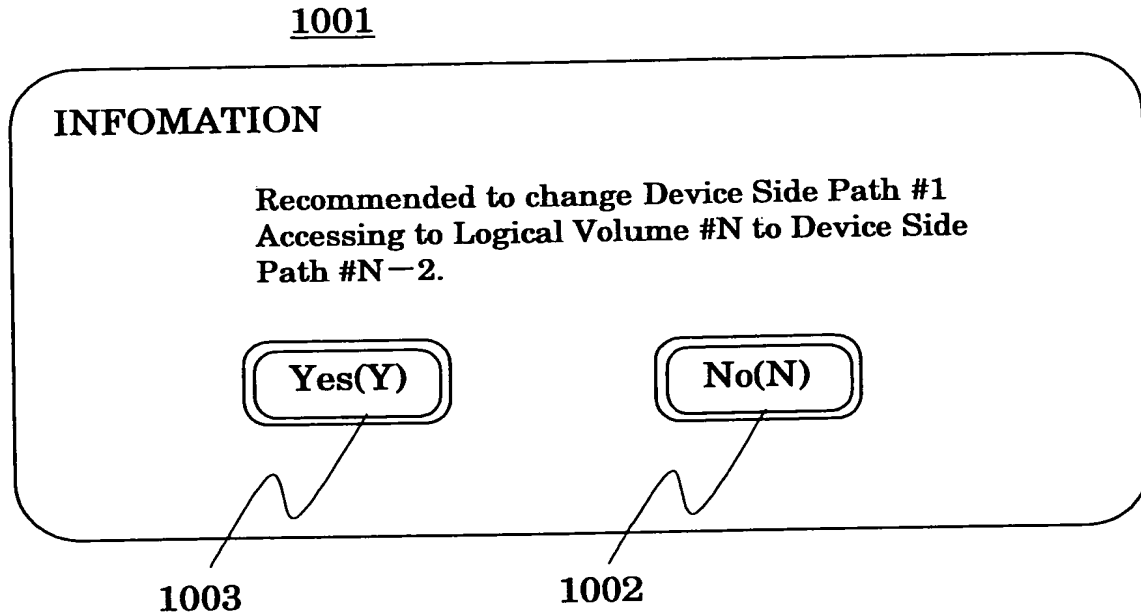 1001
INFOMATION
Recommended to change Device Side Path #1
Accessing to Logical Volume #N to Device Side
Path #N－2.
Yes(Y)
No(N)
1003
1002